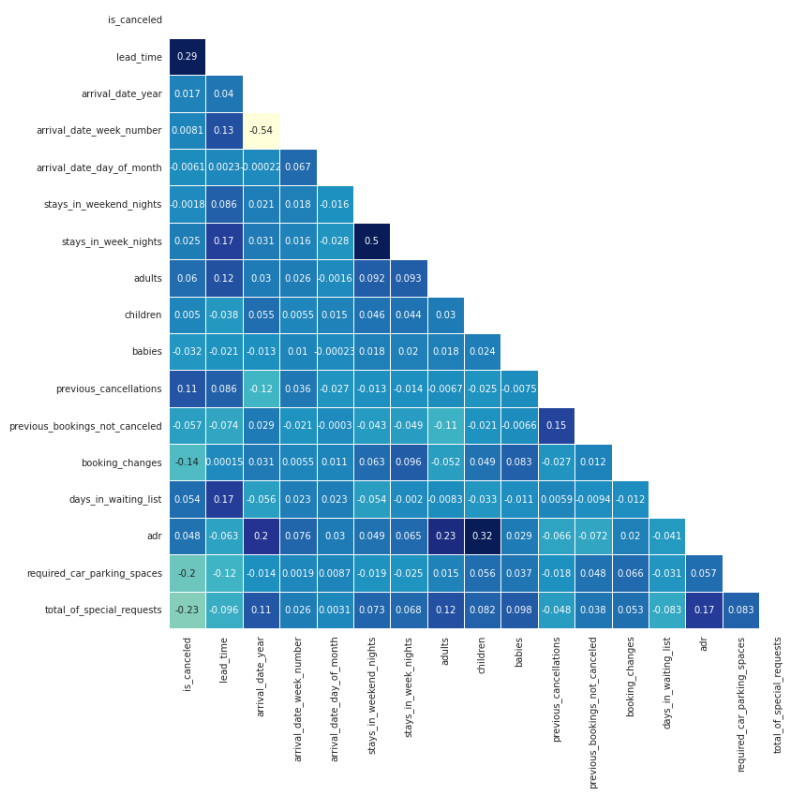 is_canceled
lead_time 0.29
arrival_date_year 0.017 0.04
arrival_date_week_number 0.0081 0.13 -0.54
arrival_date_day_of_month -0.0061 0.0023 -0.00022 0.067
stays_in_weekend_nights -0.0018 0.086 0.021 0.018 -0.016
stays_in_week_nights 0.025 0.17 0.031 0.016 -0.028 0.5
adults 0.06 0.12 0.03 0.026 -0.0016 0.092 0.093
children 0.005 -0.038 0.055 0.0055 0.015 0.046 0.044 0.03
babies -0.032 -0.021 -0.013 0.01 -0.00023 0.018 0.02 0.018 0.024
previous_cancellations 0.11 0.086 -0.12 0.036 -0.027 -0.013 -0.014 -0.0067 -0.025 -0.0075
previous_bookings_not_canceled -0.057 -0.074 0.029 -0.021 -0.0003 -0.043 -0.049 -0.11 -0.021 -0.0066 0.15
booking_changes -0.14 0.00015 0.031 0.0055 0.011 0.063 0.096 -0.052 0.049 0.083 -0.027 0.012
days_in_waiting_list 0.054 0.17 -0.056 0.023 0.023 -0.054 -0.002 -0.0083 -0.033 -0.011 0.0059 -0.0094 -0.012
adr 0.048 -0.063 0.2 0.076 0.03 0.049 0.065 0.23 0.32 0.029 -0.066 -0.072 0.02 -0.041
required_car_parking_spaces -0.2 -0.12 -0.014 0.0019 0.0087 -0.019 -0.025 0.015 0.056 0.037 -0.018 0.048 0.066 -0.031 0.057
total_of_special_requests -0.23 -0.096 0.11 0.026 0.0031 0.073 0.068 0.12 0.082 0.098 -0.048 0.038 0.053 -0.083 0.17 0.083
is_canceled
lead_time
arrival_date_year
arrival_date_week_number
arrival_date_day_of_month
stays_in_weekend_nights
stays_in_week_nights
adults
children
babies
previous_cancellations
previous_bookings_not_canceled
booking_changes
days_in_waiting_list
adr
required_car_parking_spaces
total_of_special_requests